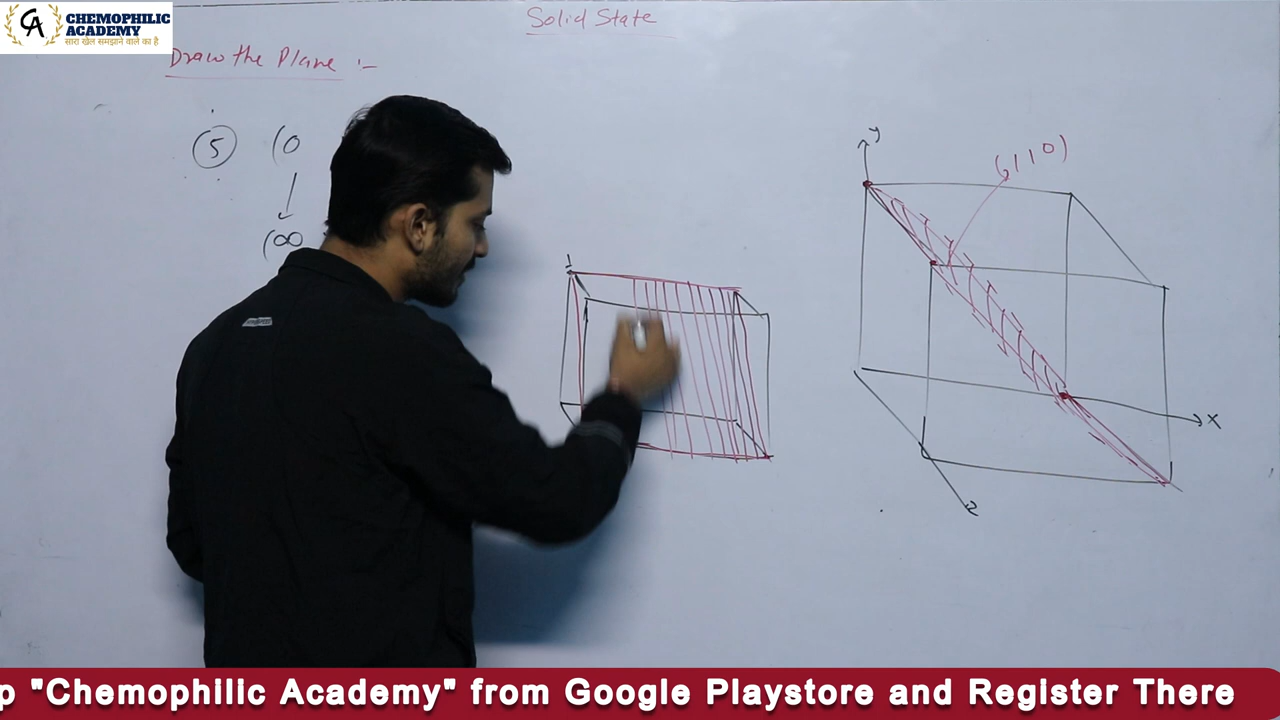 CA CHEMOPHILIC
ACADEMY
सारा खेल समझाने वाले का है
Solid State
Draw the Plane :-
(5) (0
(∞
1
y
(110)
x
z
p "Chemophilic Academy" from Google Playstore and Register There